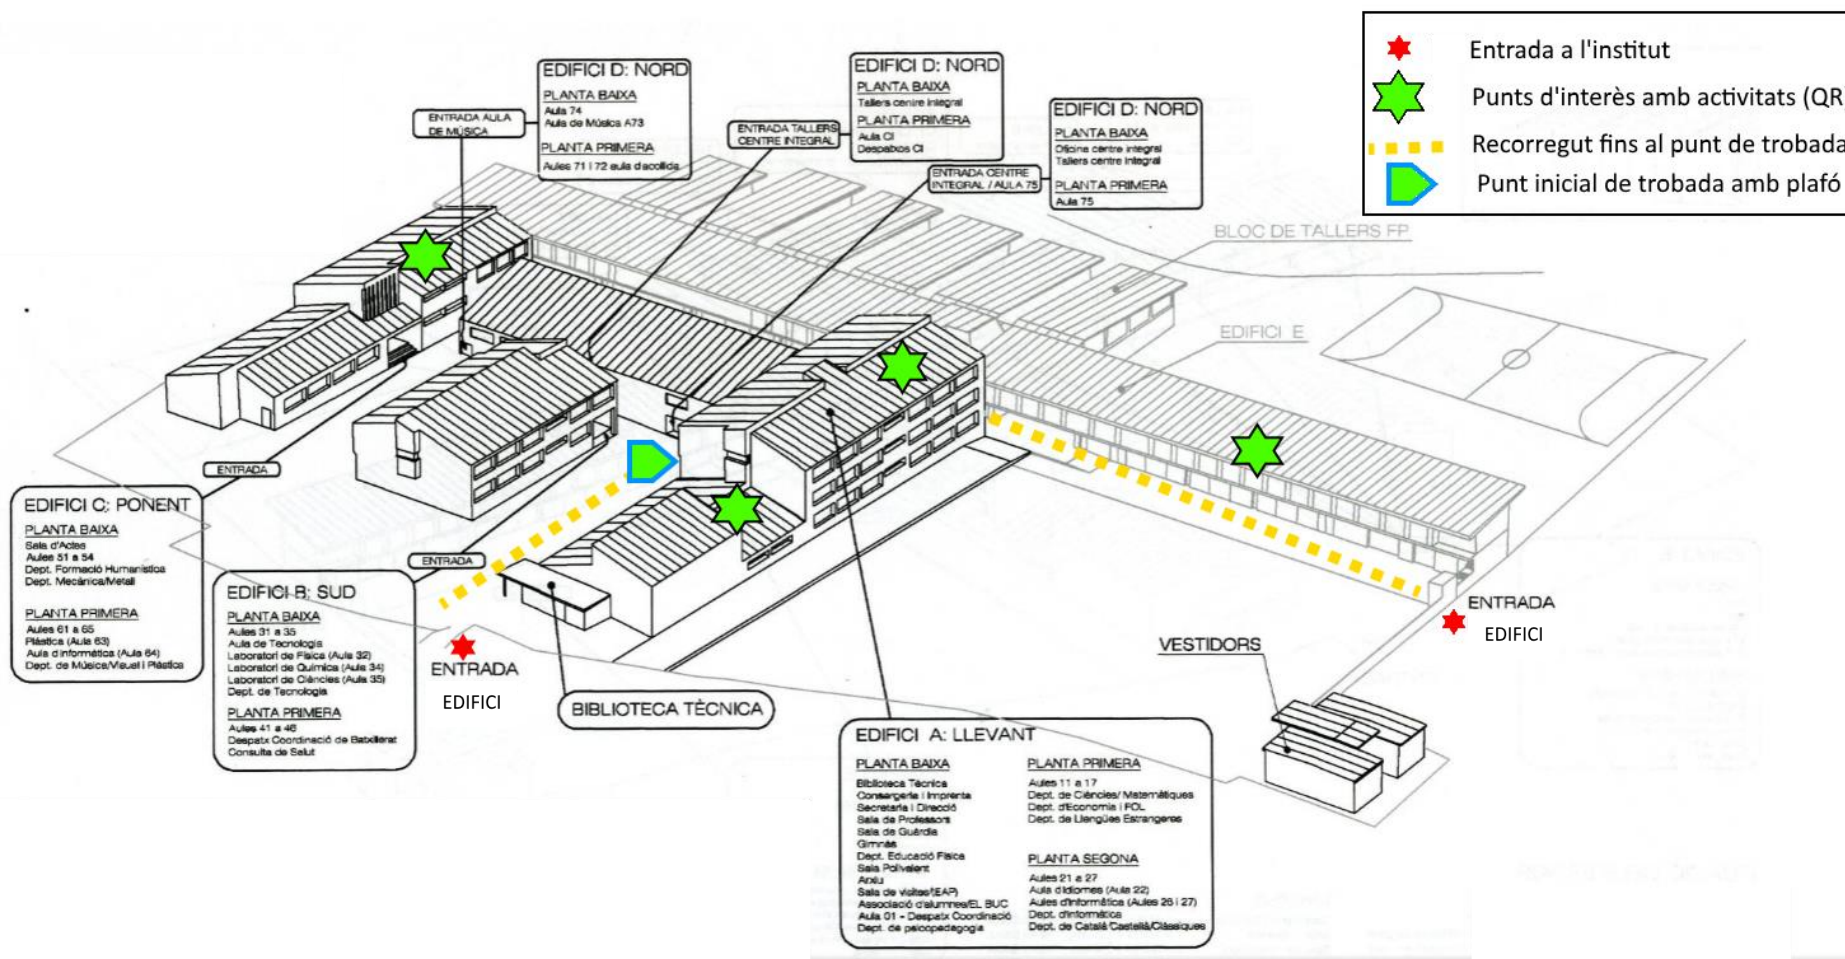 Entrada a l'institut
Punts d'interès amb activitats (QR)
Recorregut fins al punt de trobada
Punt inicial de trobada amb plafó
ENTRADA AULA
DE MÚSICA
EDIFICI D: NORD
PLANTA BAIXA
Aula 74
Aula de Música A73
PLANTA PRIMERA
Aules 71 i 72 aula d'acollida
ENTRADA TALLERS
CENTRE INTEGRAL
EDIFICI D: NORD
PLANTA BAIXA
Tallers centre integral
PLANTA PRIMERA
Aula CI
Despatxos CI
ENTRADA CENTRE
INTEGRAL / AULA 75
EDIFICI D: NORD
PLANTA BAIXA
Oficina centre integral
Tallers centre integral
PLANTA PRIMERA
Aula 75
BLOC DE TALLERS FP
EDIFICI E
ENTRADA
EDIFICI C: PONENT
PLANTA BAIXA
Sala d'Actes
Aules 51 a 54
Dept. Formació Humanística
Dept. Mecànica/Metall
PLANTA PRIMERA
Aules 61 a 65
Plàstica (Aula 63)
Aula d'informàtica (Aula 64)
Dept. de Música/Visual i Plàstica
ENTRADA
EDIFICI B: SUD
PLANTA BAIXA
Aules 31 a 35
Aula de Tecnologia
Laboratori de Física (Aula 32)
Laboratori de Química (Aula 34)
Laboratori de Ciències (Aula 35)
Dept. de Tecnologia
PLANTA PRIMERA
Aules 41 a 46
Despatx Coordinació de Batxillerat
Consulta de Salut
ENTRADA
EDIFICI
BIBLIOTECA TÈCNICA
ENTRADA
EDIFICI
VESTIDORS
EDIFICI A: LLEVANT
PLANTA BAIXA
Biblioteca Tècnica
Consergeria i Imprenta
Secretaria i Direcció
Sala de Professors
Sala de Guàrdia
Gimnàs
Dept. Educació Física
Sala Polivalent
Arxiu
Sala de visites(EAP)
Associació d'alumnes/EL BUC
Aula 01 - Despatx Coordinació
Dept. de psicopedagogia
PLANTA PRIMERA
Aules 11 a 17
Dept. de Ciències/ Matemàtiques
Dept. d'Economia i FOL
Dept. de Llengües Estrangeres
PLANTA SEGONA
Aules 21 a 27
Aula d'Idiomes (Aula 22)
Aules d'Informàtica (Aules 26 i 27)
Dept. d'Informàtica
Dept. de Català/Castellà/Clàssiques